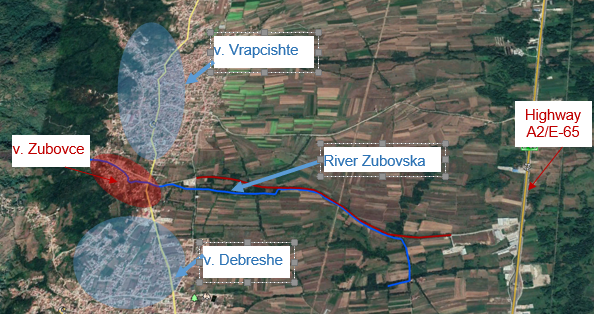 v. Vrapcishte
Highway
A2/E-65
v. Zubovce
River Zubovska
v. Debreshe